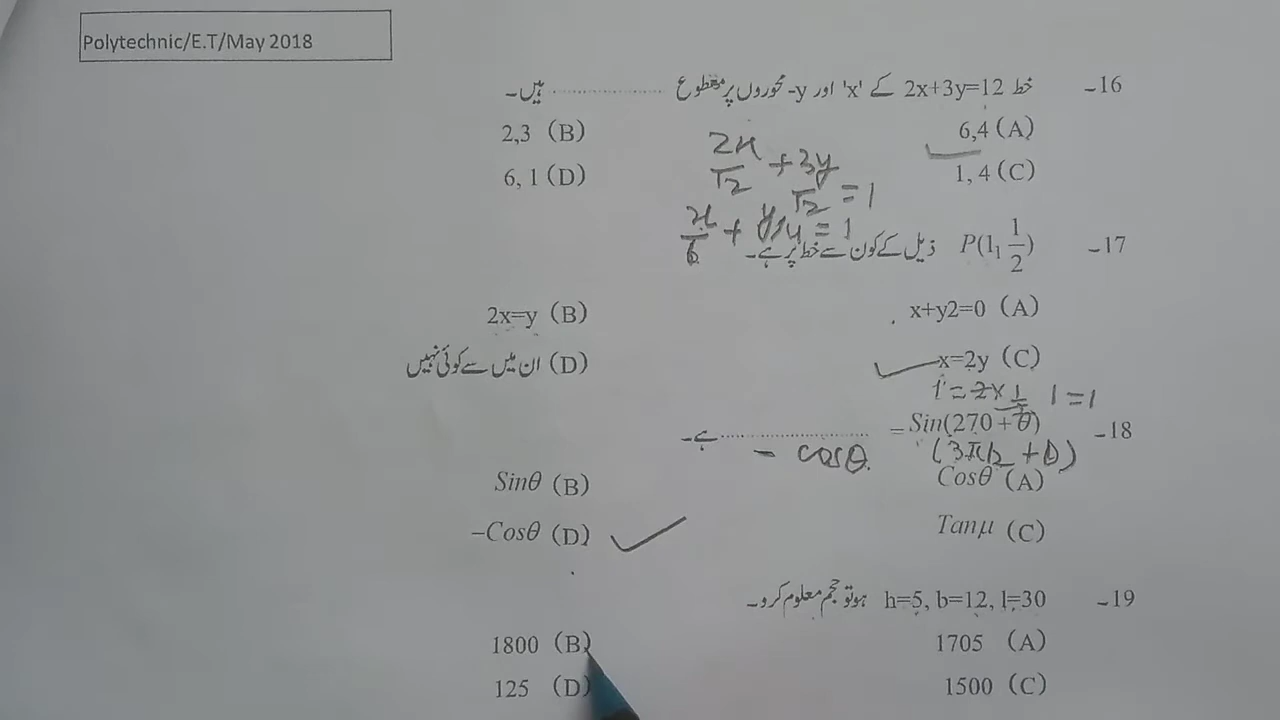 Polytechnic/E.T/May 2018
16- خط 2x+3y=12 کے 'x' اور y- محوروں پر مقطوع ........................ ہیں۔
6,4 (A)
2,3 (B)
1, 4 (C)
6, 1 (D)
2x/12 + 3y/12 = 1
x/6 + y/4 = 1
17- P(1, 1/2) ذیل کے کون سے خط پر ہے۔
x+y2=0 (A)
2x=y (B)
x=2y (C)
ان میں سے کوئی نہیں (D)
1 = 2x 1/2 1=1
18- Sin(270+θ) = ........................ ہے۔
(3π/2 + θ) - cosθ.
Cosθ (A)
Sinθ (B)
Tanμ (C)
–Cosθ (D)
19- h=5, b=12, l=30 ہو تو حجم معلوم کرو۔
1705 (A)
1800 (B)
1500 (C)
125 (D)